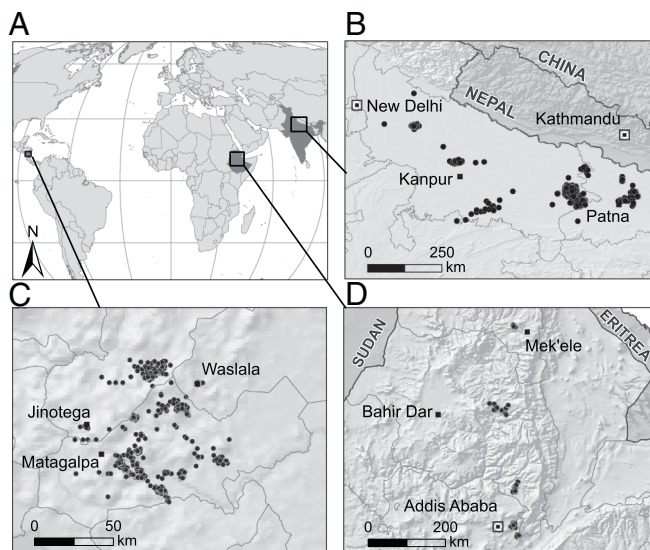 A
N
B
CHINA
NEPAL
New Delhi
Kathmandu
Kanpur
Patna
0 250
km
C
Waslala
Jinotega
Matagalpa
0 50
km
D
SUDAN
ERITREA
Mek'ele
Bahir Dar
Addis Ababa
0 200
km